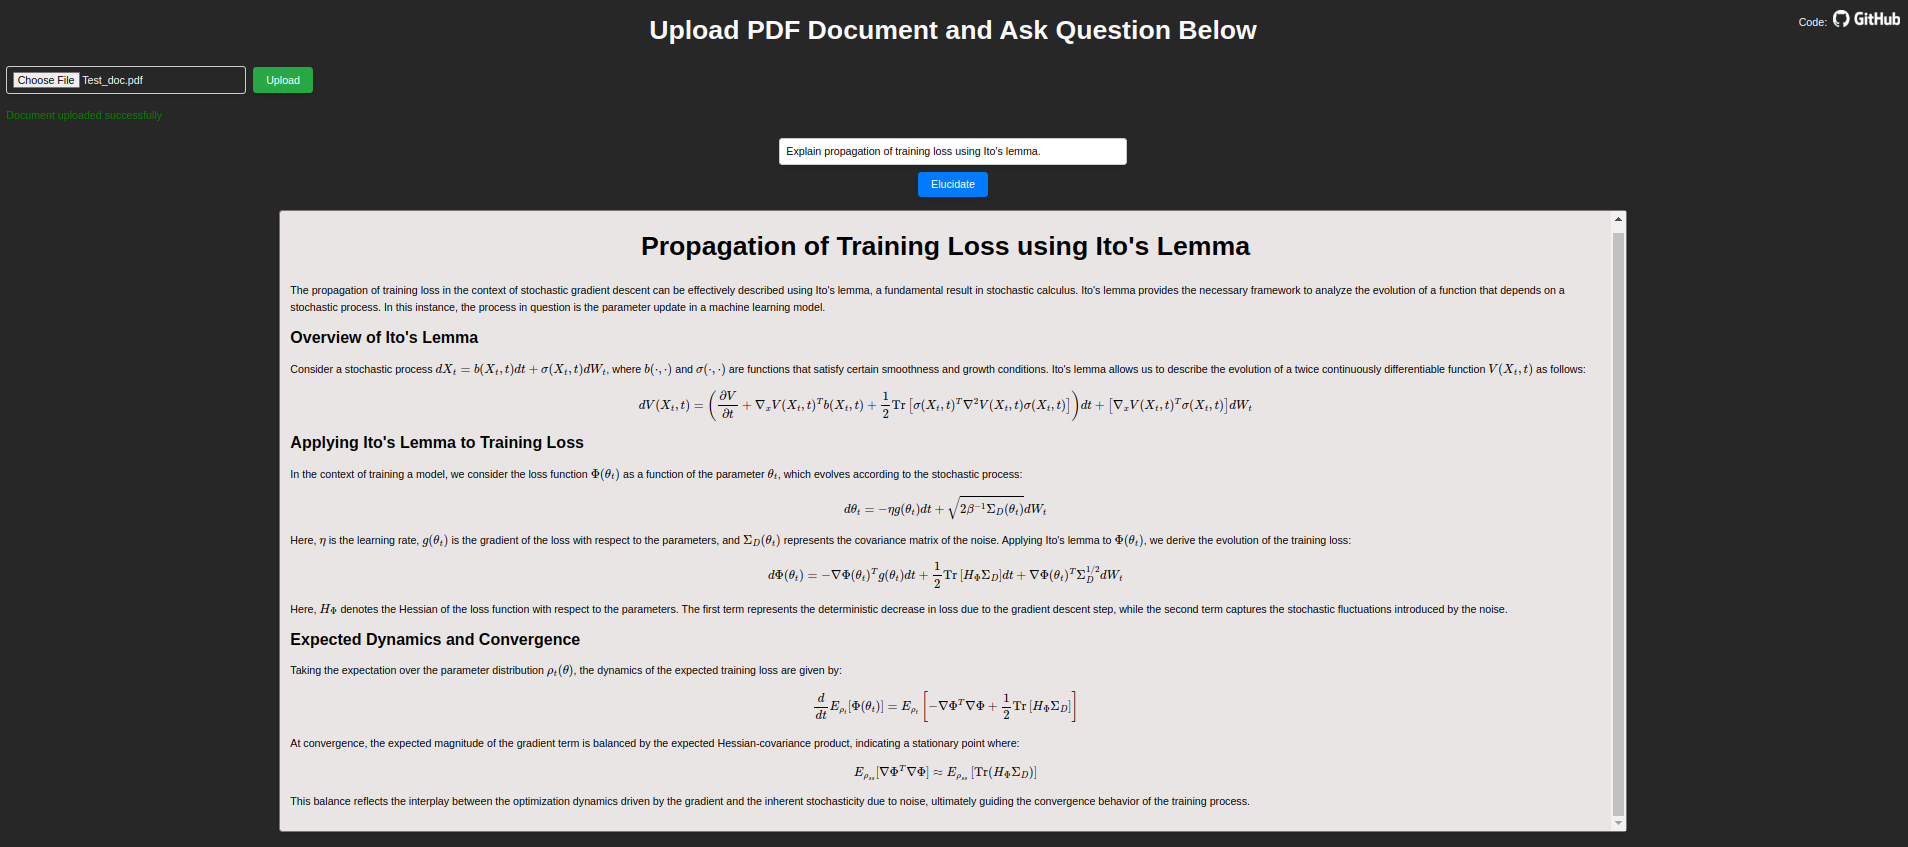 Upload PDF Document and Ask Question Below
Code: GitHub
Choose File Test_doc.pdf Upload
Document uploaded successfully
Explain propagation of training loss using Ito's lemma.
Elucidate
Propagation of Training Loss using Ito's Lemma
The propagation of training loss in the context of stochastic gradient descent can be effectively described using Ito's lemma, a fundamental result in stochastic calculus. Ito's lemma provides the necessary framework to analyze the evolution of a function that depends on a
stochastic process. In this instance, the process in question is the parameter update in a machine learning model.
Overview of Ito's Lemma
Consider a stochastic process $dX_t = b(X_t, t)dt + \sigma(X_t, t)dW_t$, where $b(\cdot, \cdot)$ and $\sigma(\cdot, \cdot)$ are functions that satisfy certain smoothness and growth conditions. Ito's lemma allows us to describe the evolution of a twice continuously differentiable function $V(X_t, t)$ as follows:
$dV(X_t, t) = \left( \frac{\partial V}{\partial t} + \nabla_x V(X_t, t)^T b(X_t, t) + \frac{1}{2} \mathrm{Tr} \left[ \sigma(X_t, t)^T \nabla^2 V(X_t, t) \sigma(X_t, t) \right] \right) dt + \left[ \nabla_x V(X_t, t)^T \sigma(X_t, t) \right] dW_t$
Applying Ito's Lemma to Training Loss
In the context of training a model, we consider the loss function $\Phi(\theta_t)$ as a function of the parameter $\theta_t$, which evolves according to the stochastic process:
$d\theta_t = -\eta g(\theta_t)dt + \sqrt{2\beta^{-1}\Sigma_D(\theta_t)} dW_t$
Here, $\eta$ is the learning rate, $g(\theta_t)$ is the gradient of the loss with respect to the parameters, and $\Sigma_D(\theta_t)$ represents the covariance matrix of the noise. Applying Ito's lemma to $\Phi(\theta_t)$, we derive the evolution of the training loss:
$d\Phi(\theta_t) = -\nabla\Phi(\theta_t)^T g(\theta_t)dt + \frac{1}{2} \mathrm{Tr} \left[ H_\Phi \Sigma_D \right] dt + \nabla\Phi(\theta_t)^T \Sigma_D^{1/2} dW_t$
Here, $H_\Phi$ denotes the Hessian of the loss function with respect to the parameters. The first term represents the deterministic decrease in loss due to the gradient descent step, while the second term captures the stochastic fluctuations introduced by the noise.
Expected Dynamics and Convergence
Taking the expectation over the parameter distribution $\rho_t(\theta)$, the dynamics of the expected training loss are given by:
$\frac{d}{dt} E_{\rho_t}[\Phi(\theta_t)] = E_{\rho_t} \left[ -\nabla\Phi^T \nabla\Phi + \frac{1}{2} \mathrm{Tr} \left[ H_\Phi \Sigma_D \right] \right]$
At convergence, the expected magnitude of the gradient term is balanced by the expected Hessian-covariance product, indicating a stationary point where:
$E_{\rho_{ss}}[\nabla\Phi^T \nabla\Phi] \approx E_{\rho_{ss}} \left[ \mathrm{Tr}(H_\Phi \Sigma_D) \right]$
This balance reflects the interplay between the optimization dynamics driven by the gradient and the inherent stochasticity due to noise, ultimately guiding the convergence behavior of the training process.